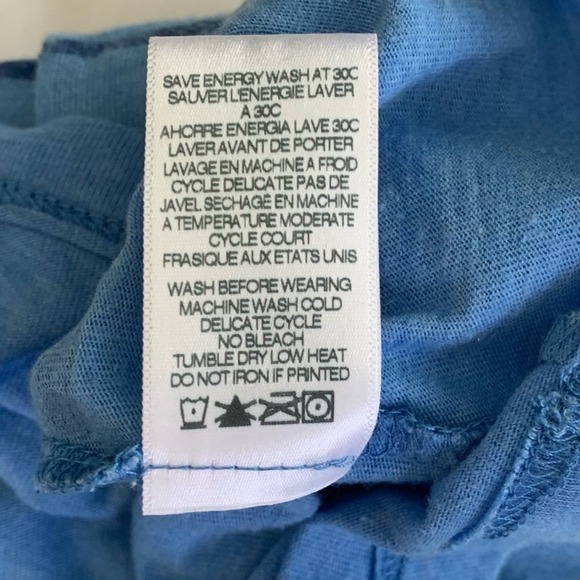 SAVE ENERGY WASH AT 30C
SAUVER L'ENERGIE LAVER
A 30C
AHORRE ENERGIA LAVE 30C
LAVER AVANT DE PORTER
LAVAGE EN MACHINE A FROID
CYCLE DELICATE PAS DE
JAVEL SECHAGE EN MACHINE
A TEMPERATURE MODERATE
CYCLE COURT
FRASIQUE AUX ETATS UNIS
WASH BEFORE WEARING
MACHINE WASH COLD
DELICATE CYCLE
NO BLEACH
TUMBLE DRY LOW HEAT
DO NOT IRON IF PRINTED